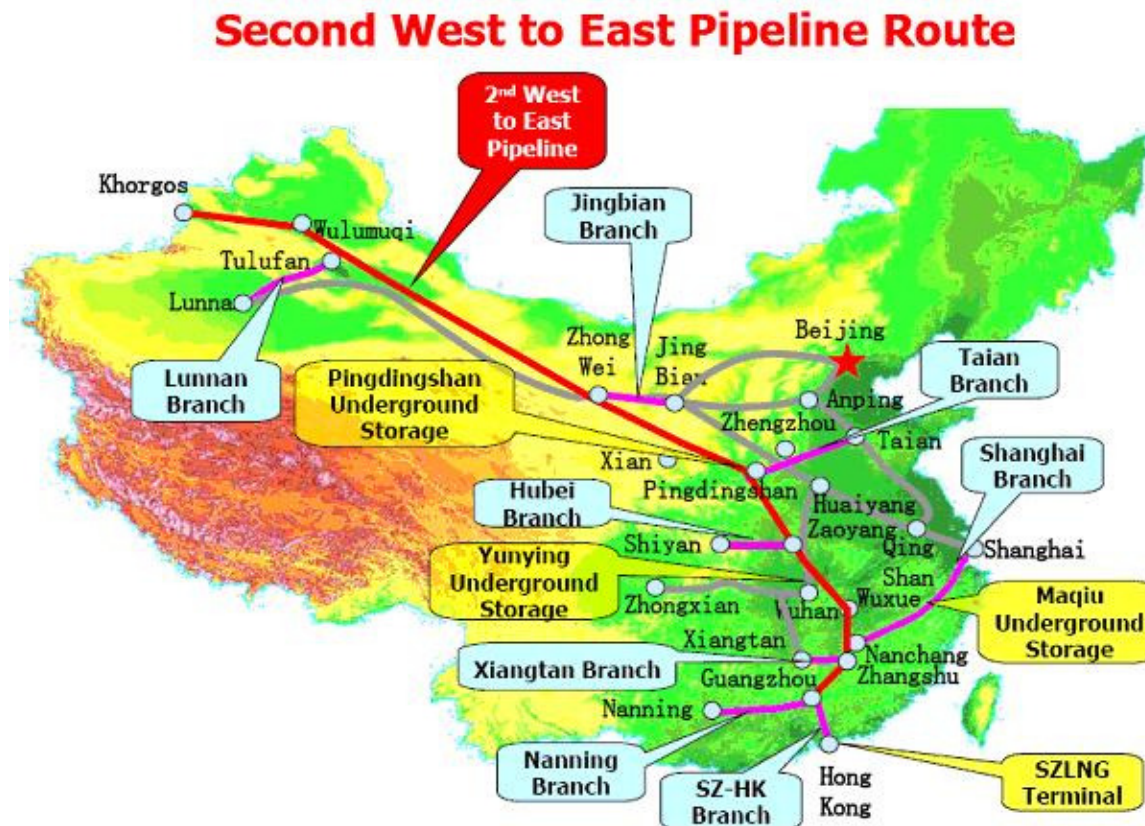 Second West to East Pipeline Route
2nd West
to East
Pipeline
Khorgos
Wulumuqi
Jingbian
Branch
Tulufan
Lunna
Beijing
Zhong
Wei
Jing
Bian
Taian
Branch
Lunnan
Branch
Pingdingshan
Underground
Storage
Anping
Zhengzhou
Taian
Xian
Shanghai
Branch
Pingdingshan
Hubei
Branch
Huaiyang
Zaoyang
Qing
Shan
Shiyan
Shanghai
Yunying
Underground
Storage
Zhongxian
Wuhan
Wuxue
Maqiu
Underground
Storage
Xiangtan
Xiangtan Branch
Nanchang
Zhangshu
Guangzhou
Nanning
Nanning
Branch
SZ-HK
Branch
Hong
Kong
SZLNG
Terminal